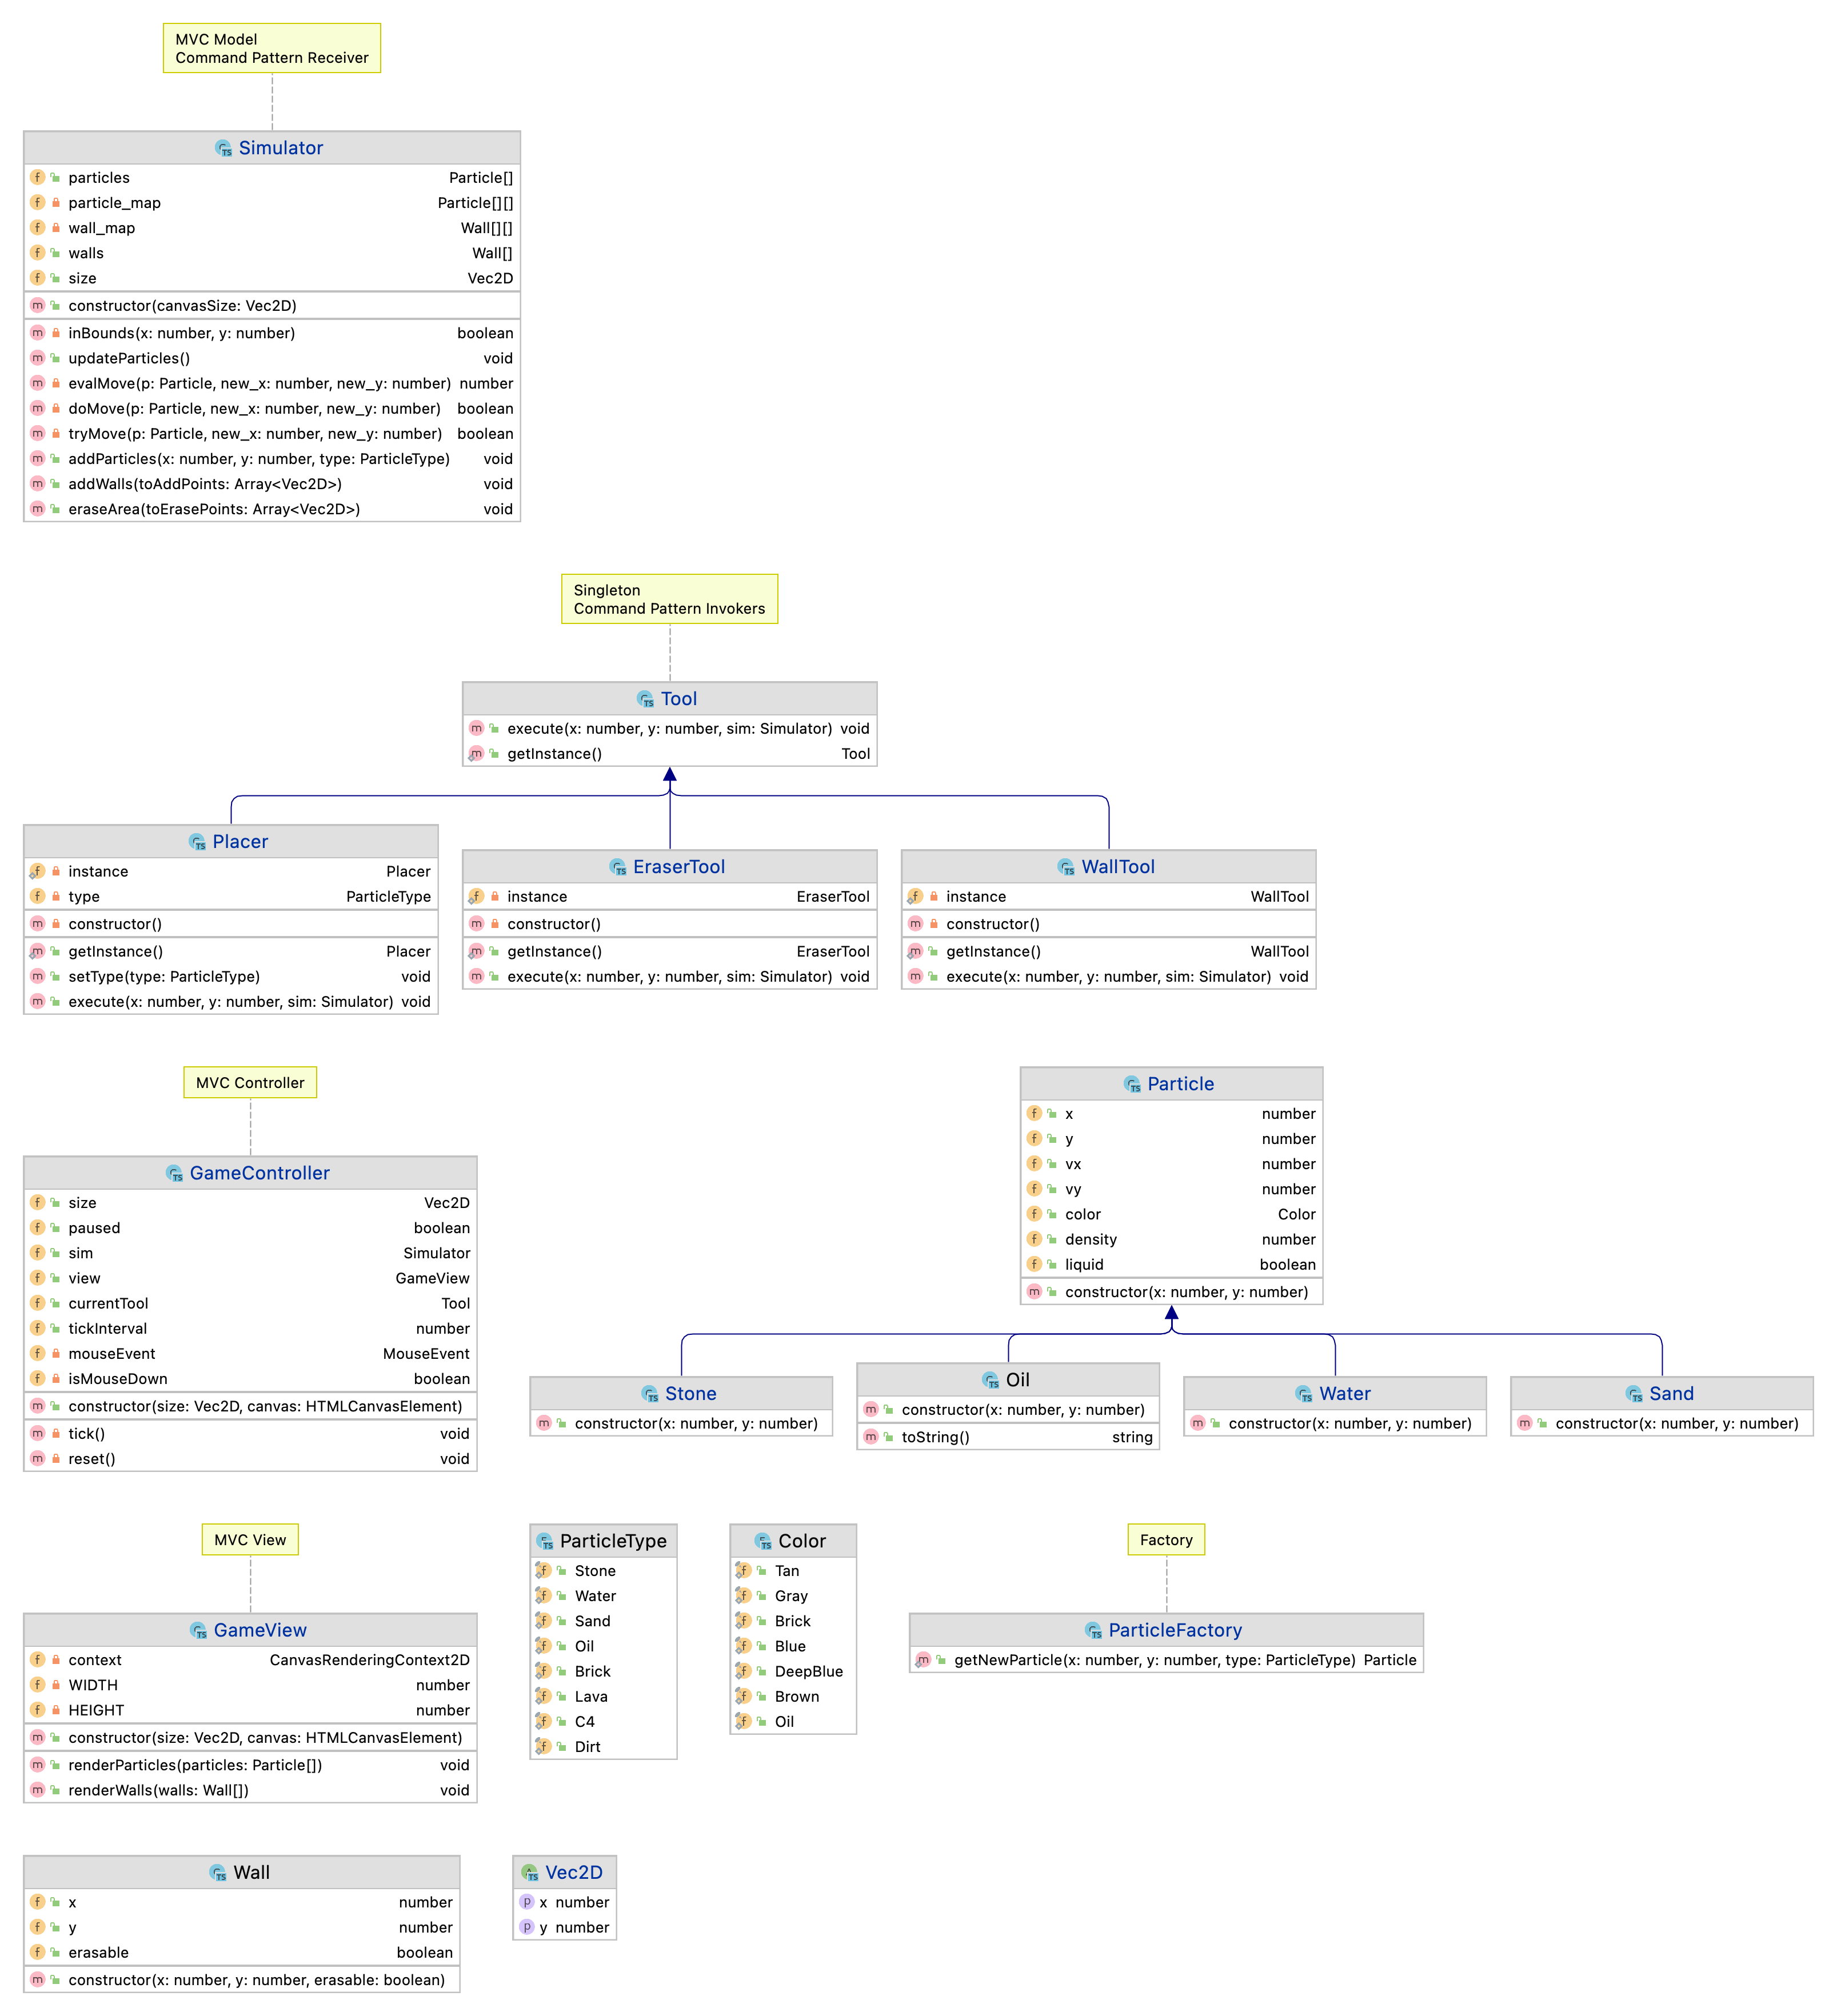 MVC Model
Command Pattern Receiver
Simulator
particles Particle[]
particle_map Particle[][]
wall_map Wall[][]
walls Wall[]
size Vec2D
constructor(canvasSize: Vec2D)
inBounds(x: number, y: number) boolean
updateParticles() void
evalMove(p: Particle, new_x: number, new_y: number) number
doMove(p: Particle, new_x: number, new_y: number) boolean
tryMove(p: Particle, new_x: number, new_y: number) boolean
addParticles(x: number, y: number, type: ParticleType) void
addWalls(toAddPoints: Array<Vec2D>) void
eraseArea(toErasePoints: Array<Vec2D>) void
Singleton
Command Pattern Invokers
Tool
execute(x: number, y: number, sim: Simulator) void
getInstance() Tool
Placer
instance Placer
type ParticleType
constructor()
getInstance() Placer
setType(type: ParticleType) void
execute(x: number, y: number, sim: Simulator) void
EraserTool
instance EraserTool
constructor()
getInstance() EraserTool
execute(x: number, y: number, sim: Simulator) void
WallTool
instance WallTool
constructor()
getInstance() WallTool
execute(x: number, y: number, sim: Simulator) void
MVC Controller
GameController
size Vec2D
paused boolean
sim Simulator
view GameView
currentTool Tool
tickInterval number
mouseEvent MouseEvent
isMouseDown boolean
constructor(size: Vec2D, canvas: HTMLCanvasElement)
tick() void
reset() void
Particle
x number
y number
vx number
vy number
color Color
density number
liquid boolean
constructor(x: number, y: number)
Stone
constructor(x: number, y: number)
Oil
constructor(x: number, y: number)
toString() string
Water
constructor(x: number, y: number)
Sand
constructor(x: number, y: number)
MVC View
GameView
context CanvasRenderingContext2D
WIDTH number
HEIGHT number
constructor(size: Vec2D, canvas: HTMLCanvasElement)
renderParticles(particles: Particle[]) void
renderWalls(walls: Wall[]) void
ParticleType
Stone
Water
Sand
Oil
Brick
Lava
C4
Dirt
Color
Tan
Gray
Brick
Blue
DeepBlue
Brown
Oil
Factory
ParticleFactory
getNewParticle(x: number, y: number, type: ParticleType) Particle
Wall
x number
y number
erasable boolean
constructor(x: number, y: number, erasable: boolean)
Vec2D
x number
y number